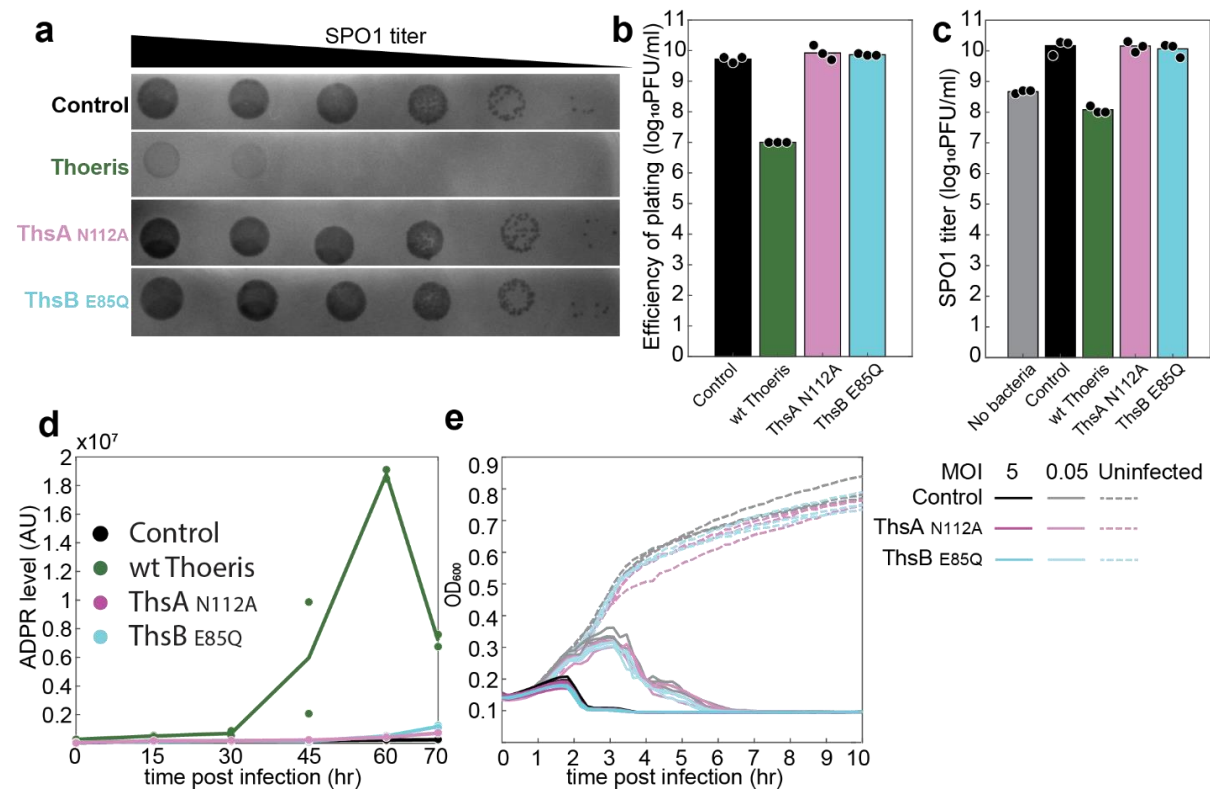 a
SPO1 titer
Control
Thoeris
ThsA N112A
ThsB E85Q
b
Efficiency of plating (log₁₀PFU/ml)
11
10
9
8
7
6
5
4
3
2
1
0
Control
wt Thoeris
ThsA N112A
ThsB E85Q
c
SPO1 titer (log₁₀PFU/ml)
11
10
9
8
7
6
5
4
3
2
1
0
No bacteria
Control
wt Thoeris
ThsA N112A
ThsB E85Q
d
x10⁷
ADPR level (AU)
2
1.8
1.6
1.4
1.2
1
0.8
0.6
0.4
0.2
Control
wt Thoeris
ThsA N112A
ThsB E85Q
0 15 30 45 60 70
time post infection (hr)
e
OD₆₀₀
0.9
0.8
0.7
0.6
0.5
0.4
0.3
0.2
0.1
0 1 2 3 4 5 6 7 8 9 10
time post infection (hr)
MOI 5 0.05 Uninfected
Control
ThsA N112A
ThsB E85Q